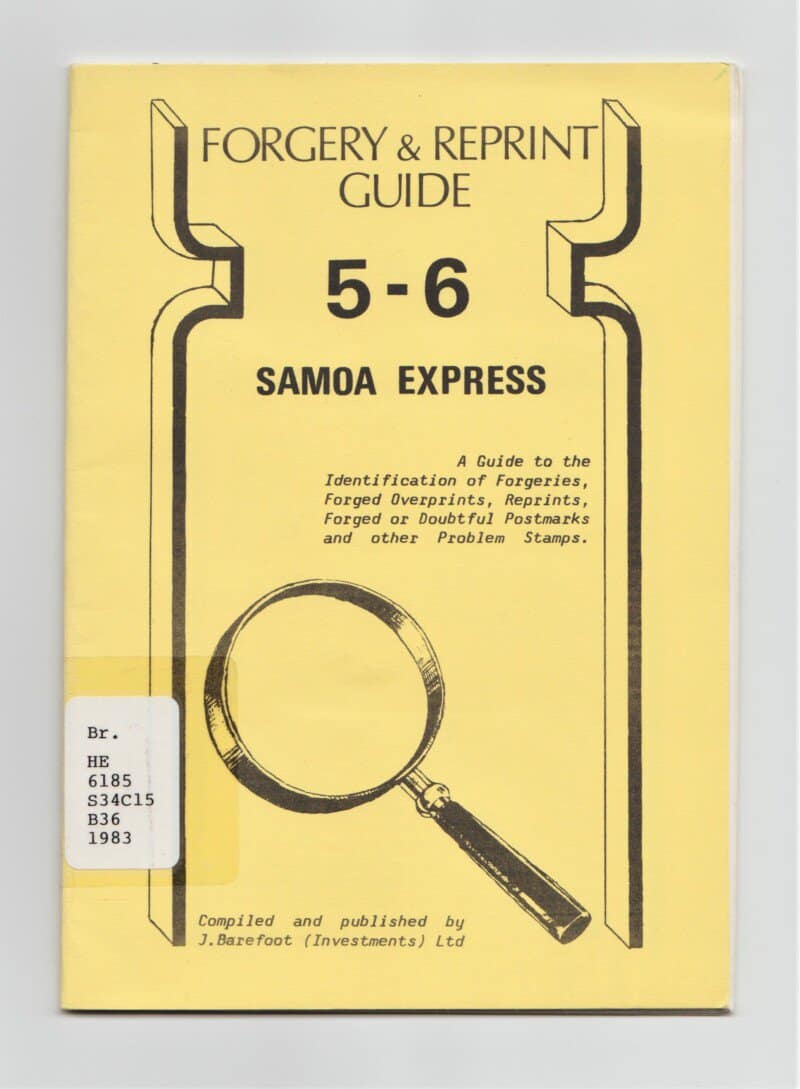 FORGERY & REPRINT
GUIDE
5-6
SAMOA EXPRESS
A Guide to the
Identification of Forgeries,
Forged Overprints, Reprints,
Forged or Doubtful Postmarks
and other Problem Stamps.
Br.
HE
6185
S34C15
B36
1983
Compiled and published by
J.Barefoot (Investments) Ltd